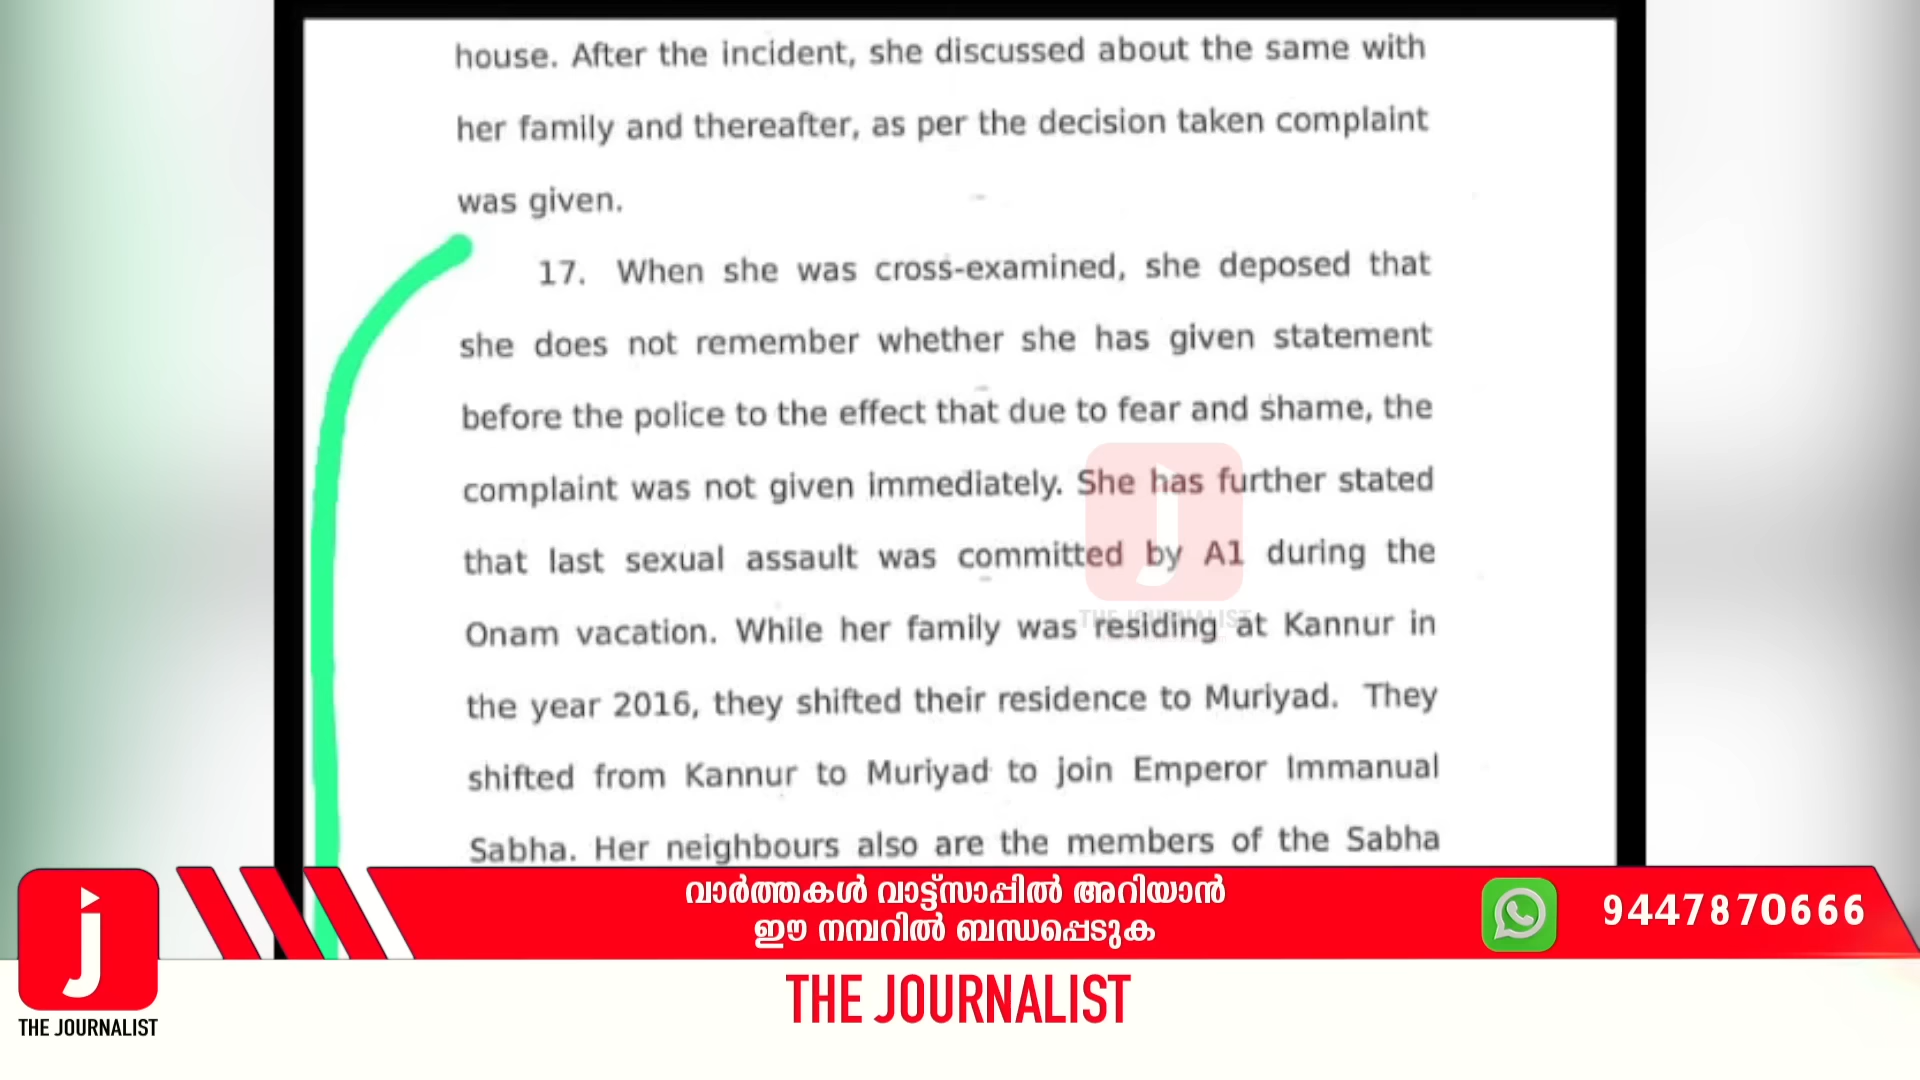 house. After the incident, she discussed about the same with
her family and thereafter, as per the decision taken complaint
was given.
17. When she was cross-examined, she deposed that
she does not remember whether she has given statement
before the police to the effect that due to fear and shame, the
complaint was not given immediately. She has further stated
that last sexual assault was committed by A1 during the
Onam vacation. While her family was residing at Kannur in
the year 2016, they shifted their residence to Muriyad. They
shifted from Kannur to Muriyad to join Emperor Immanual
Sabha. Her neighbours also are the members of the Sabha
THE JOURNALIST
വാർത്തകൾ വാട്ട്സാപ്പിൽ അറിയാൻ
ഈ നമ്പറിൽ ബന്ധപ്പെടുക
9447870666
THE JOURNALIST
THE JOURNALIST